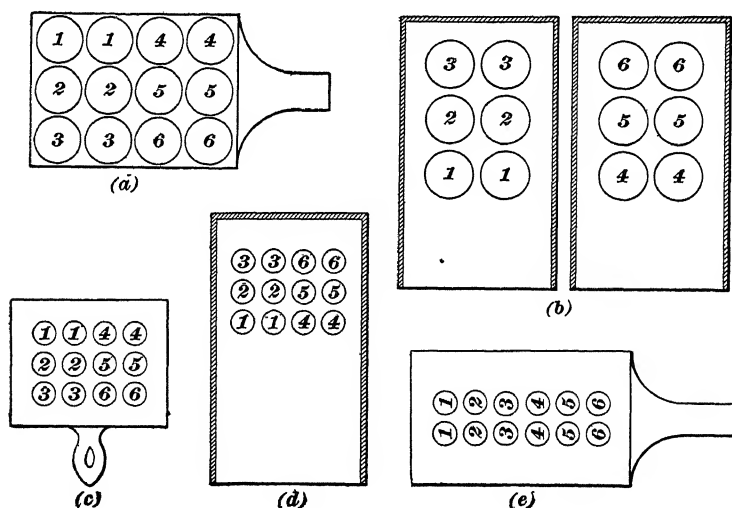 1 1 4 4
2 2 5 5
3 3 6 6
(a)
3 3
2 2
1 1
6 6
5 5
4 4
(b)
1 1 4 4
2 2 5 5
3 3 6 6
(c)
3 3 6 6
2 2 5 5
1 1 4 4
(d)
1 2 3 4 5 6
1 2 3 4 5 6
(e)